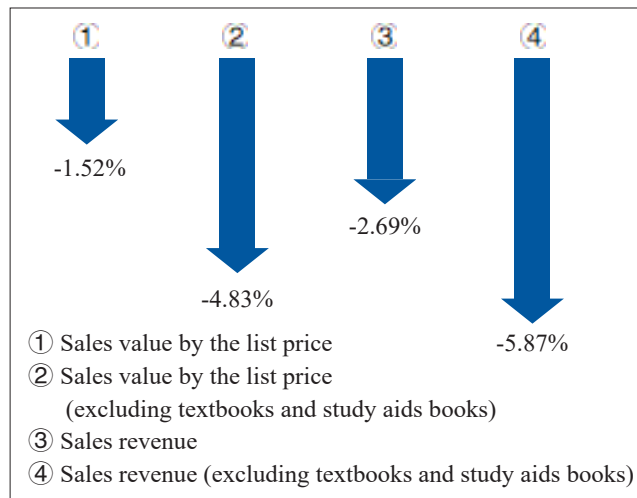 ① ② ③ ④
-1.52%
-2.69%
-4.83%
-5.87%
① Sales value by the list price
② Sales value by the list price
(excluding textbooks and study aids books)
③ Sales revenue
④ Sales revenue (excluding textbooks and study aids books)